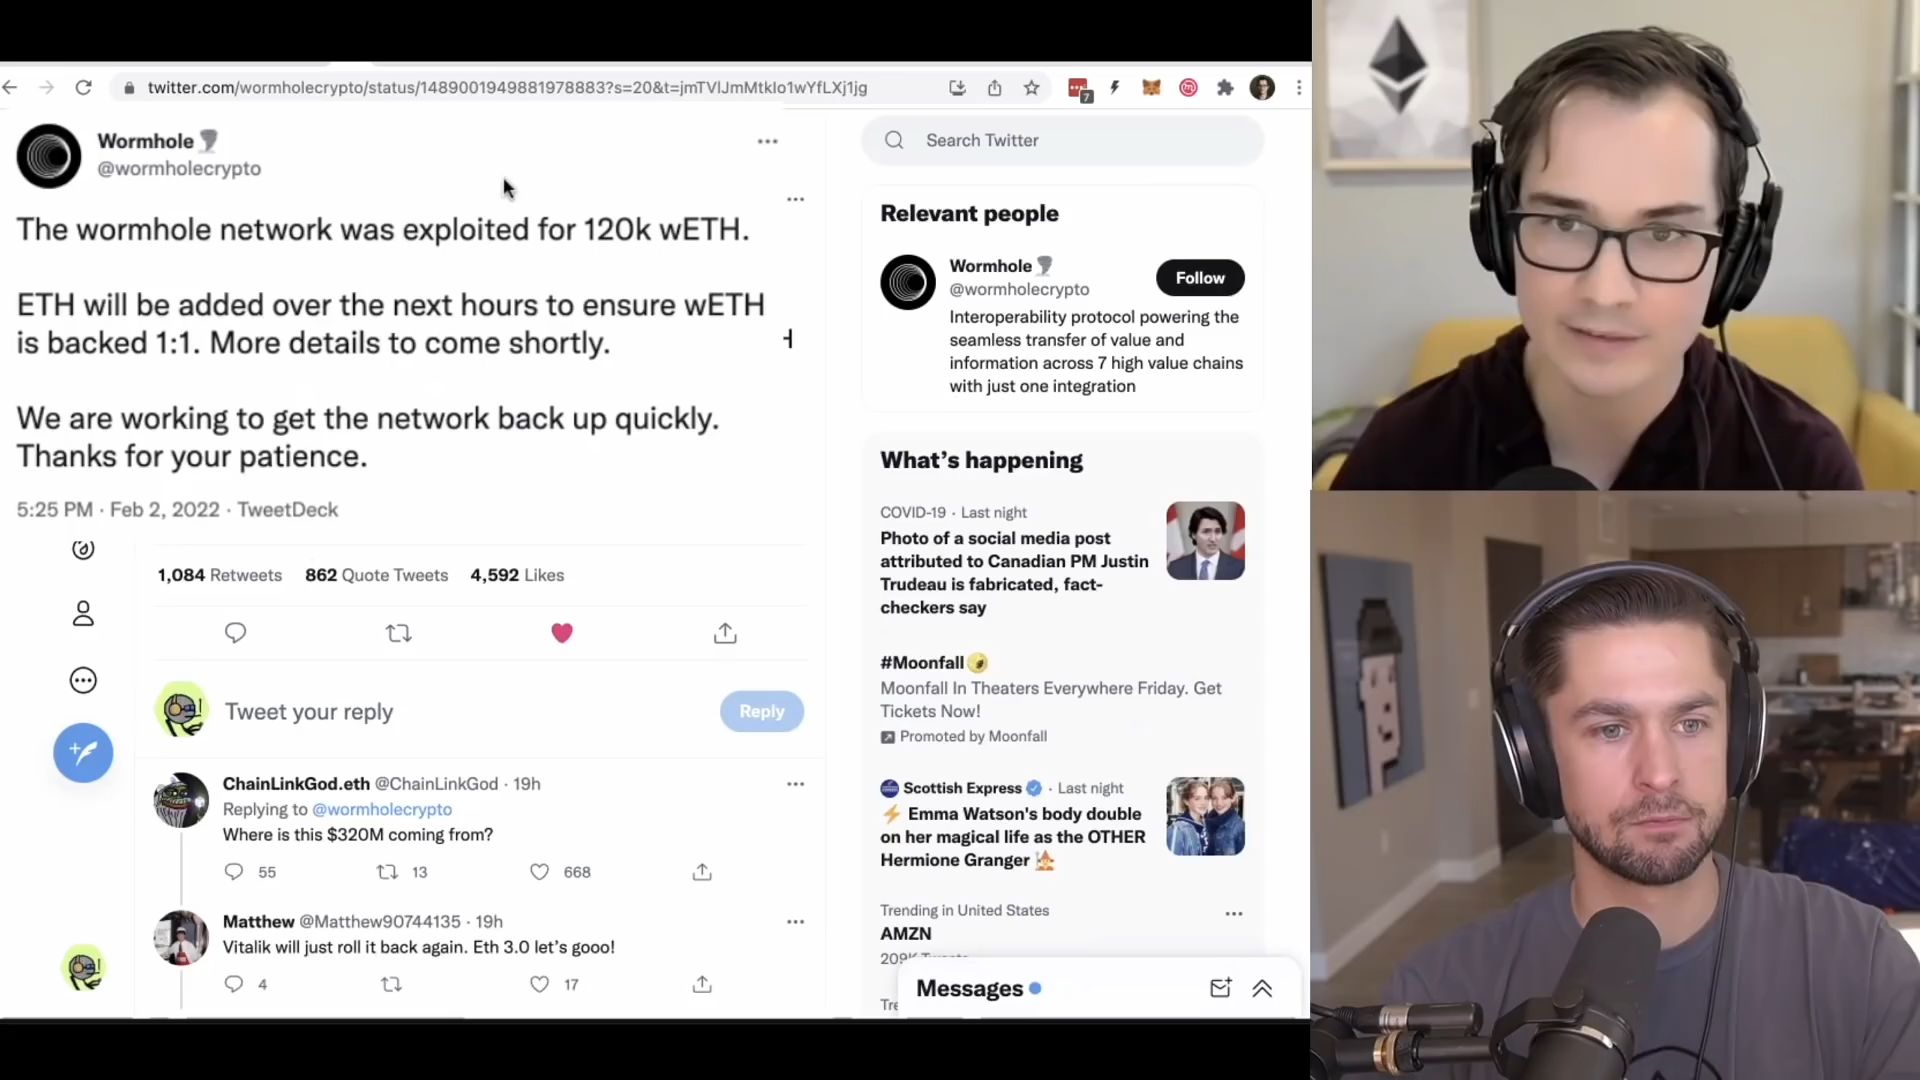 twitter.com/wormholecrypto/status/1489001949881978883?s=20&t=jmTVlJmMtklo1wYfLXj1jg
7
Wormhole🌪️
@wormholecrypto
The wormhole network was exploited for 120k wETH.
ETH will be added over the next hours to ensure wETH
is backed 1:1. More details to come shortly.
We are working to get the network back up quickly.
Thanks for your patience.
5:25 PM · Feb 2, 2022 · TweetDeck
1,084 Retweets 862 Quote Tweets 4,592 Likes
Tweet your reply
Reply
ChainLinkGod.eth @ChainLinkGod · 19h
Replying to @wormholecrypto
Where is this $320M coming from?
55 13 668
Matthew @Matthew90744135 · 19h
Vitalik will just roll it back again. Eth 3.0 let's gooo!
4 17
Search Twitter
Relevant people
Wormhole🌪️
@wormholecrypto
Follow
Interoperability protocol powering the
seamless transfer of value and
information across 7 high value chains
with just one integration
What's happening
COVID-19 · Last night
Photo of a social media post
attributed to Canadian PM Justin
Trudeau is fabricated, fact-
checkers say
#Moonfall
Moonfall In Theaters Everywhere Friday. Get
Tickets Now!
Promoted by Moonfall
Scottish Express · Last night
⚡ Emma Watson's body double
on her magical life as the OTHER
Hermione Granger
Trending in United States
AMZN
Messages